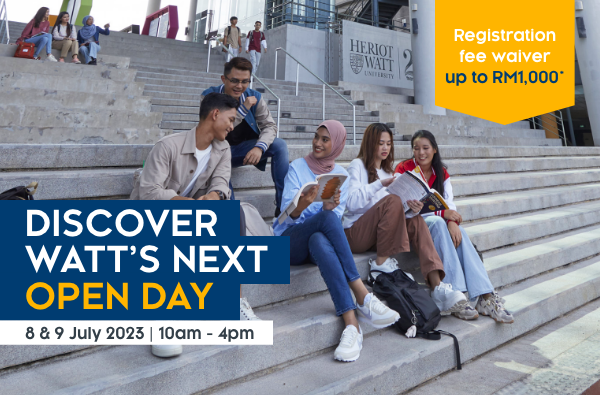 Registration
fee waiver
up to RM1,000*
HERIOT
WATT
UNIVERSITY
DISCOVER
WATT'S NEXT
OPEN DAY
8 & 9 July 2023 | 10am - 4pm